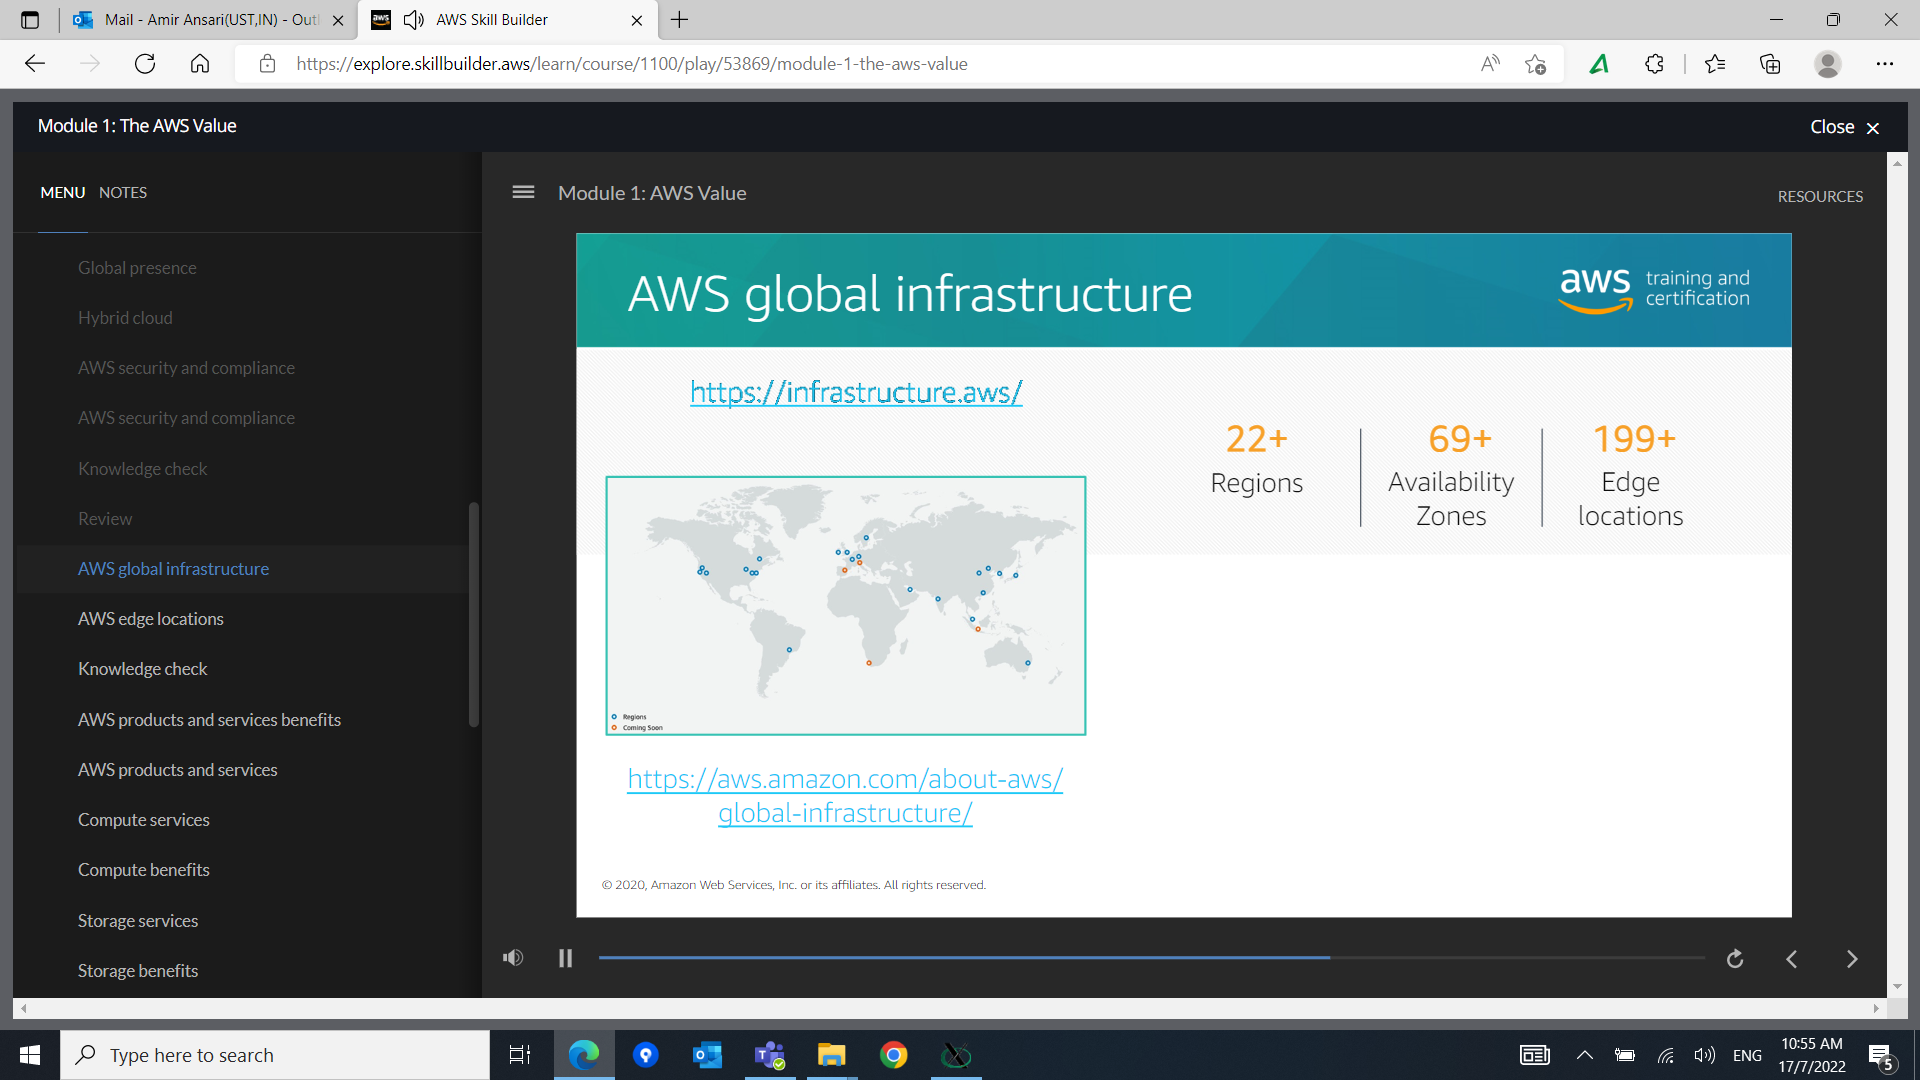 Mail - Amir Ansari(UST,IN) - Out
aws
AWS Skill Builder
https://explore.skillbuilder.aws/learn/course/1100/play/53869/module-1-the-aws-value
Module 1: The AWS Value
Close
MENU
NOTES
Global presence
Hybrid cloud
AWS security and compliance
AWS security and compliance
Knowledge check
Review
AWS global infrastructure
AWS edge locations
Knowledge check
AWS products and services benefits
AWS products and services
Compute services
Compute benefits
Storage services
Storage benefits
Module 1: AWS Value
RESOURCES
AWS global infrastructure
aws training and
certification
https://infrastructure.aws/
22+
Regions
69+
Availability
Zones
199+
Edge
locations
Regions
Coming Soon
https://aws.amazon.com/about-aws/
global-infrastructure/
© 2020, Amazon Web Services, Inc. or its affiliates. All rights reserved.
Type here to search
ENG
10:55 AM
17/7/2022
5